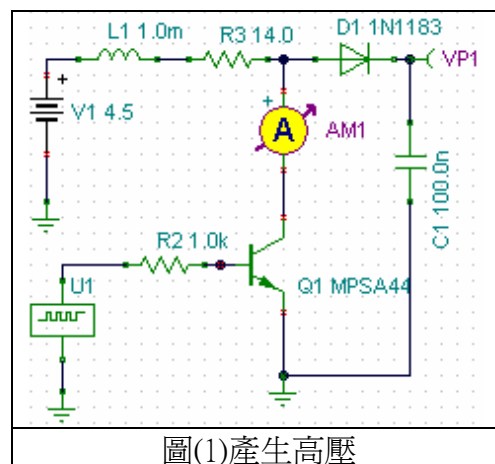 L1 1.0m
R3 14.0
D1 1N1183
VP1
+
V1 4.5
+
A
AM1
C1 100.0n
R2 1.0k
U1
Q1 MPSA44
圖(1)產生高壓